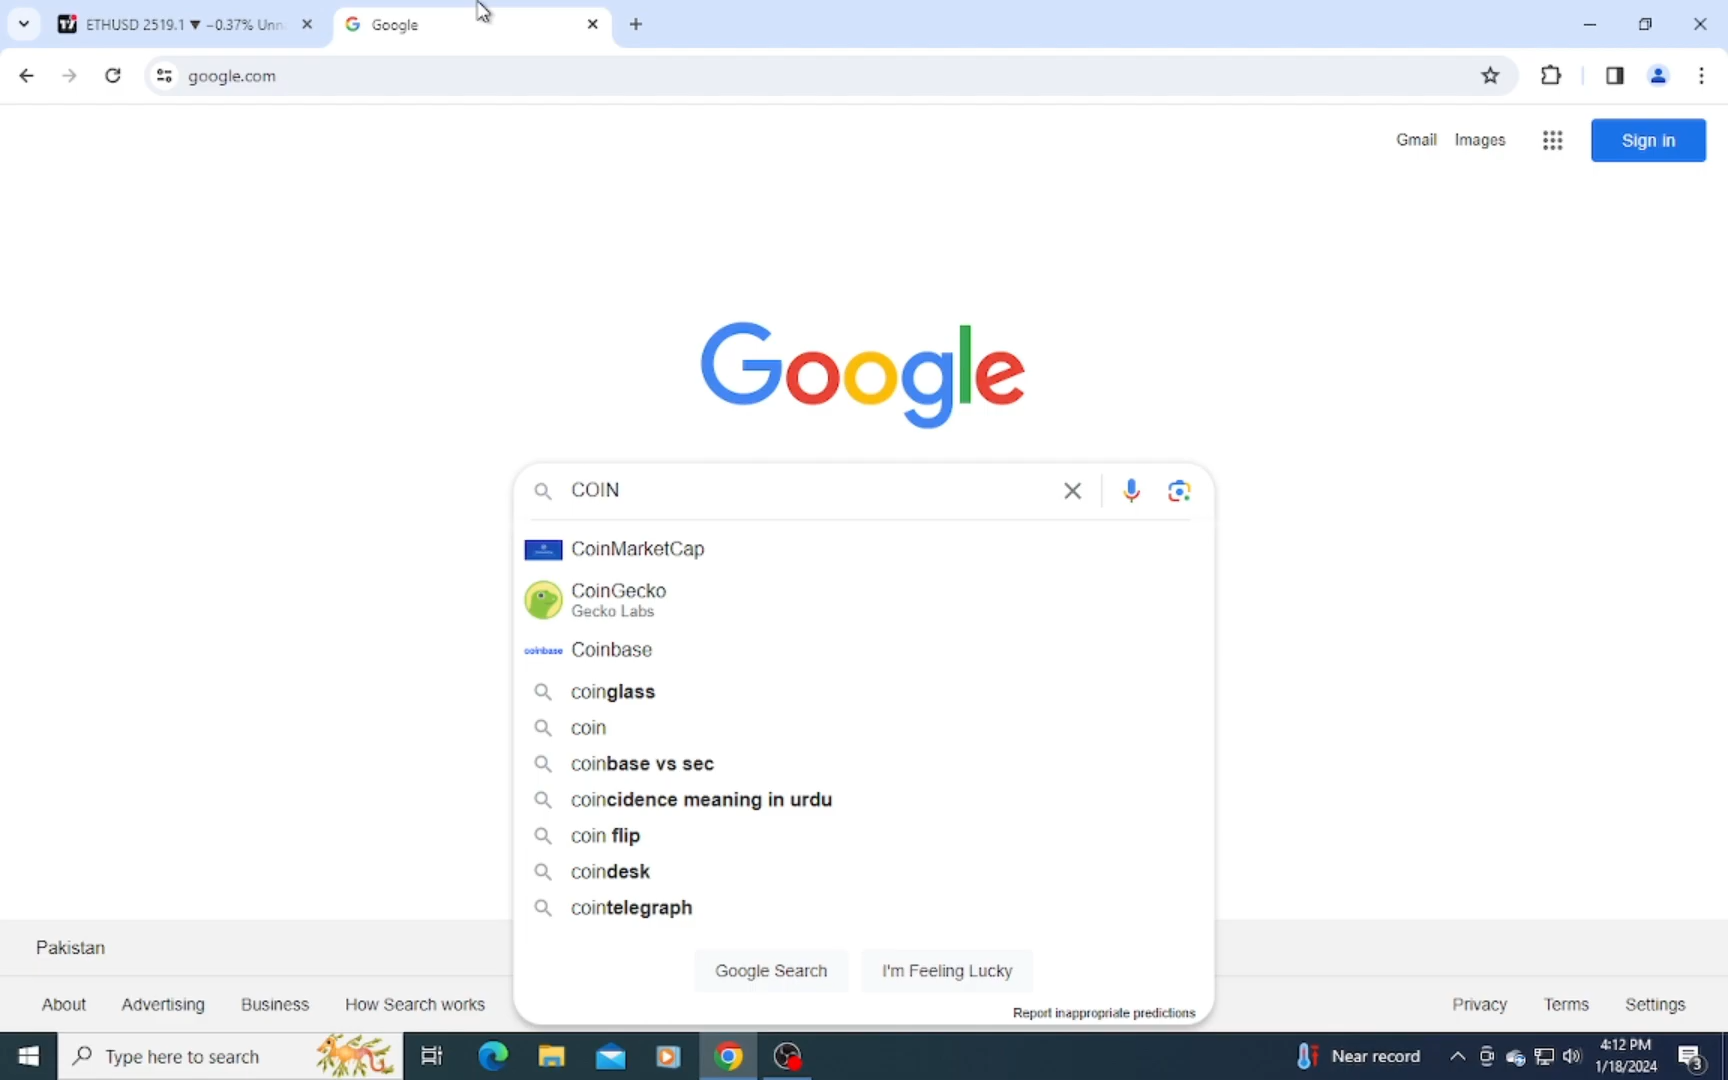 ETHUSD 2519.1 ▼ −0.37% Unn
Google
google.com
Gmail Images Sign in
Google
COIN
CoinMarketCap
CoinGecko
Gecko Labs
coinbase Coinbase
coinglass
coin
coinbase vs sec
coincidence meaning in urdu
coin flip
coindesk
cointelegraph
Google Search I'm Feeling Lucky
Report inappropriate predictions
Pakistan
About Advertising Business How Search works Privacy Terms Settings
Type here to search Near record 4:12 PM
1/18/2024 3